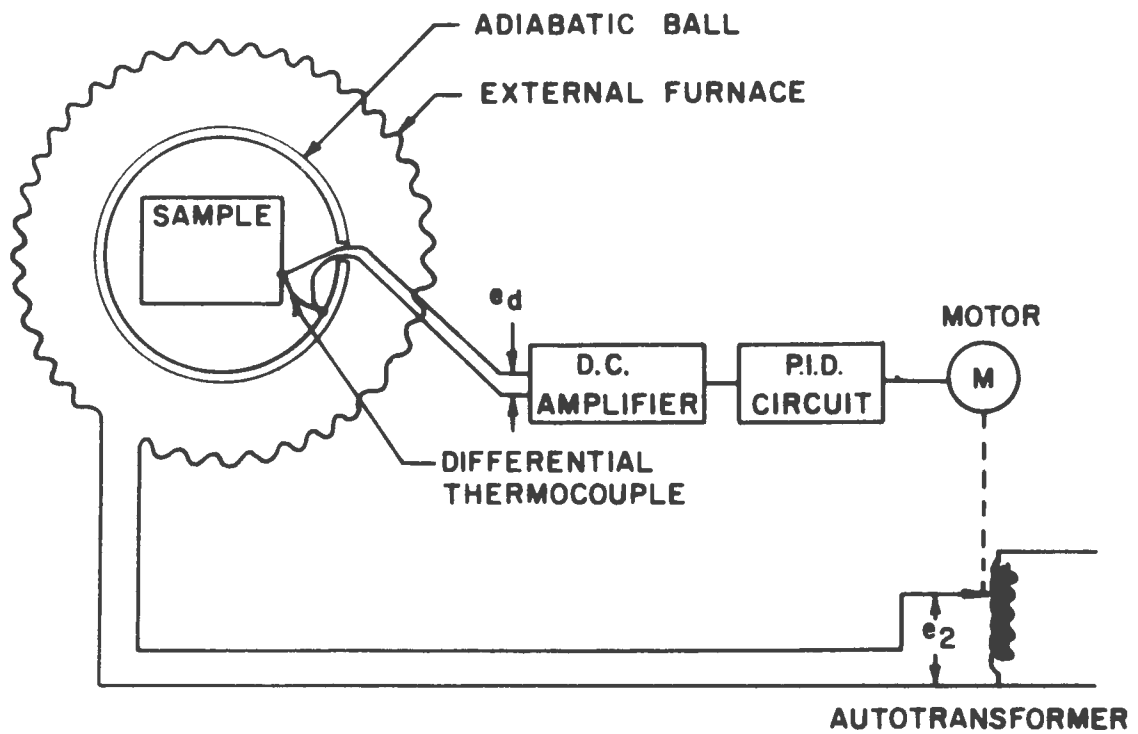 ADIABATIC BALL
EXTERNAL FURNACE
SAMPLE
ed
MOTOR
D.C.
AMPLIFIER
P.I.D.
CIRCUIT
M
DIFFERENTIAL
THERMOCOUPLE
e2
AUTOTRANSFORMER